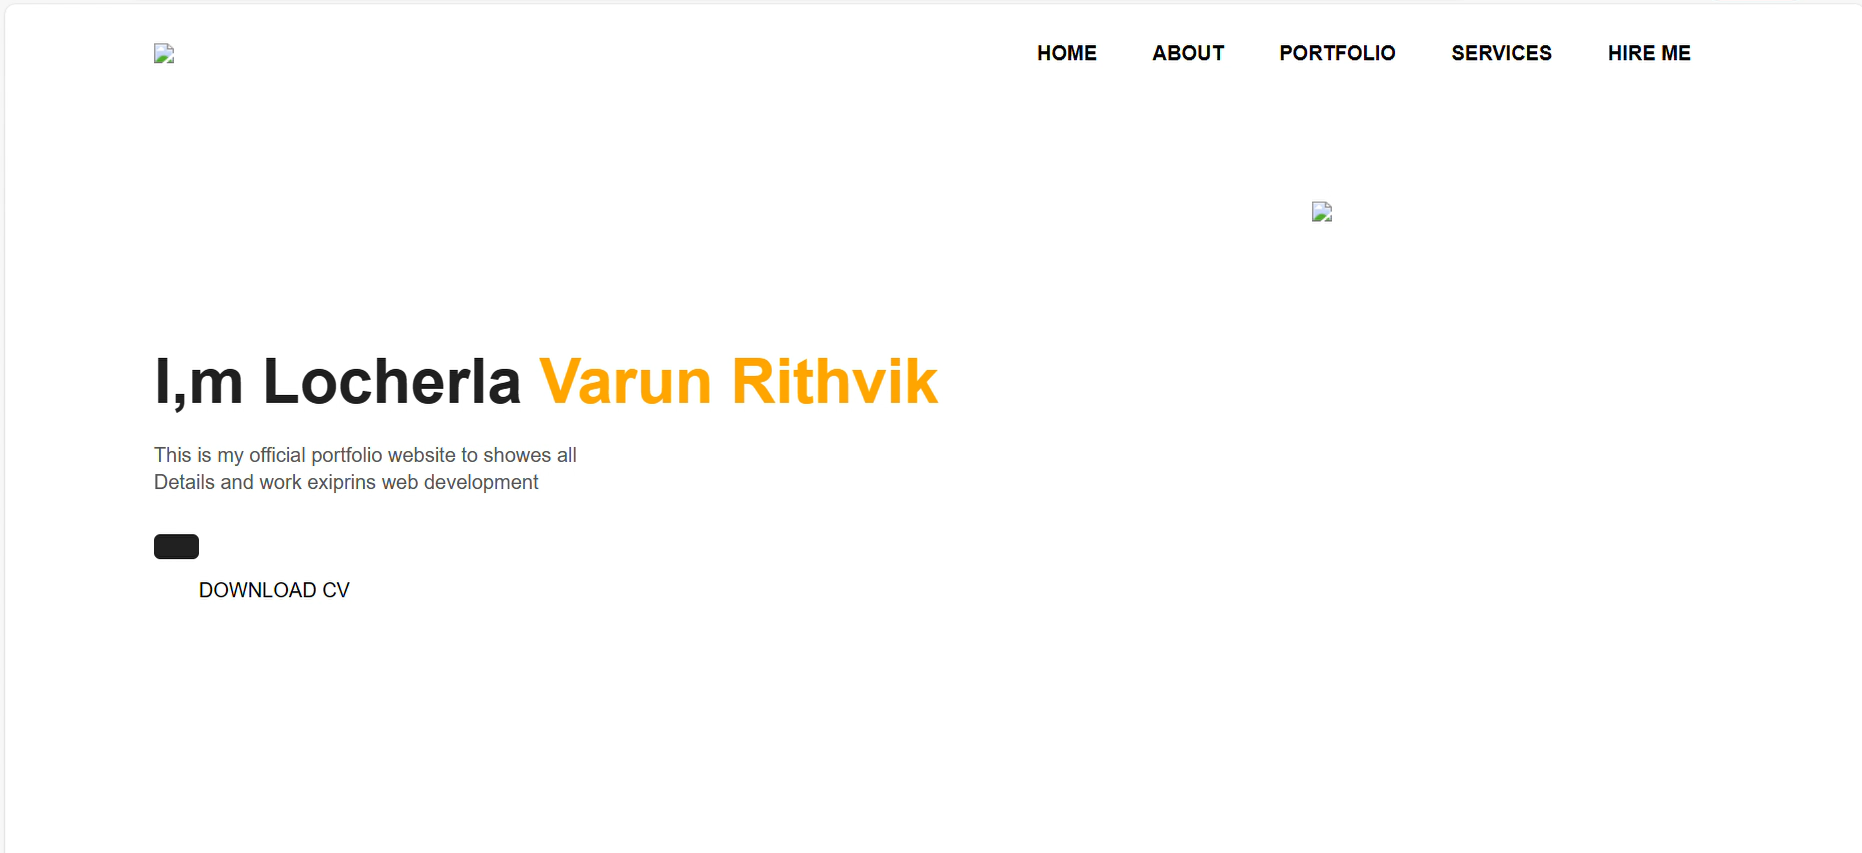 HOME ABOUT PORTFOLIO SERVICES HIRE ME
I,m Locherla Varun Rithvik
This is my official portfolio website to showes all
Details and work exiprins web development
DOWNLOAD CV